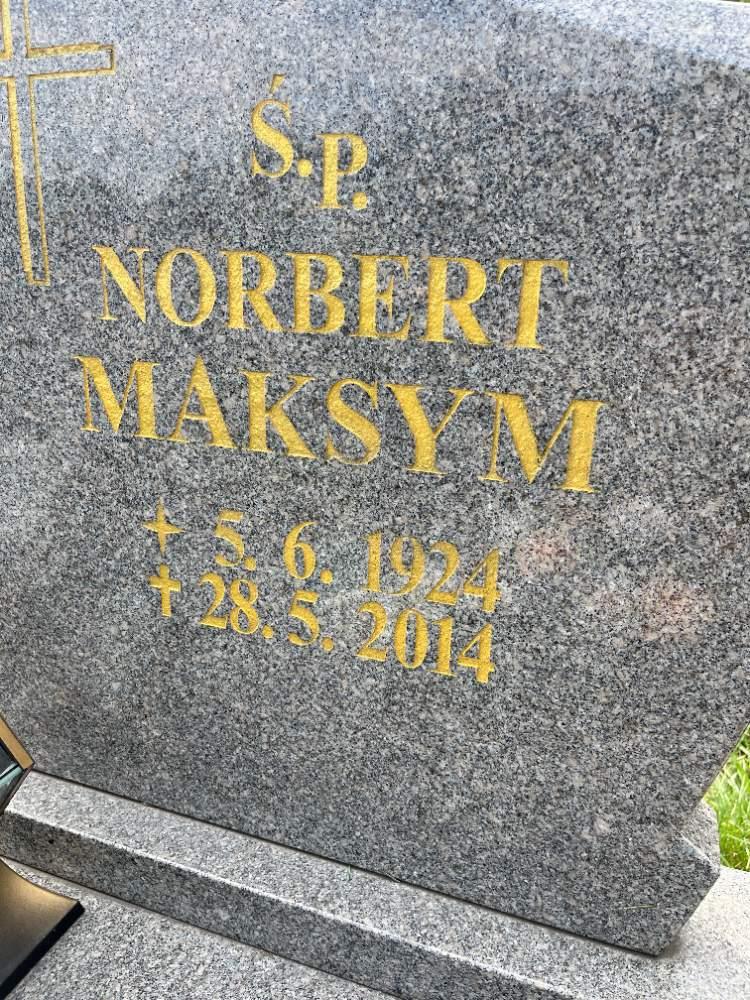 Ś.P.
NORBERT
MAKSYM
5. 6. 1924
28. 5. 2014